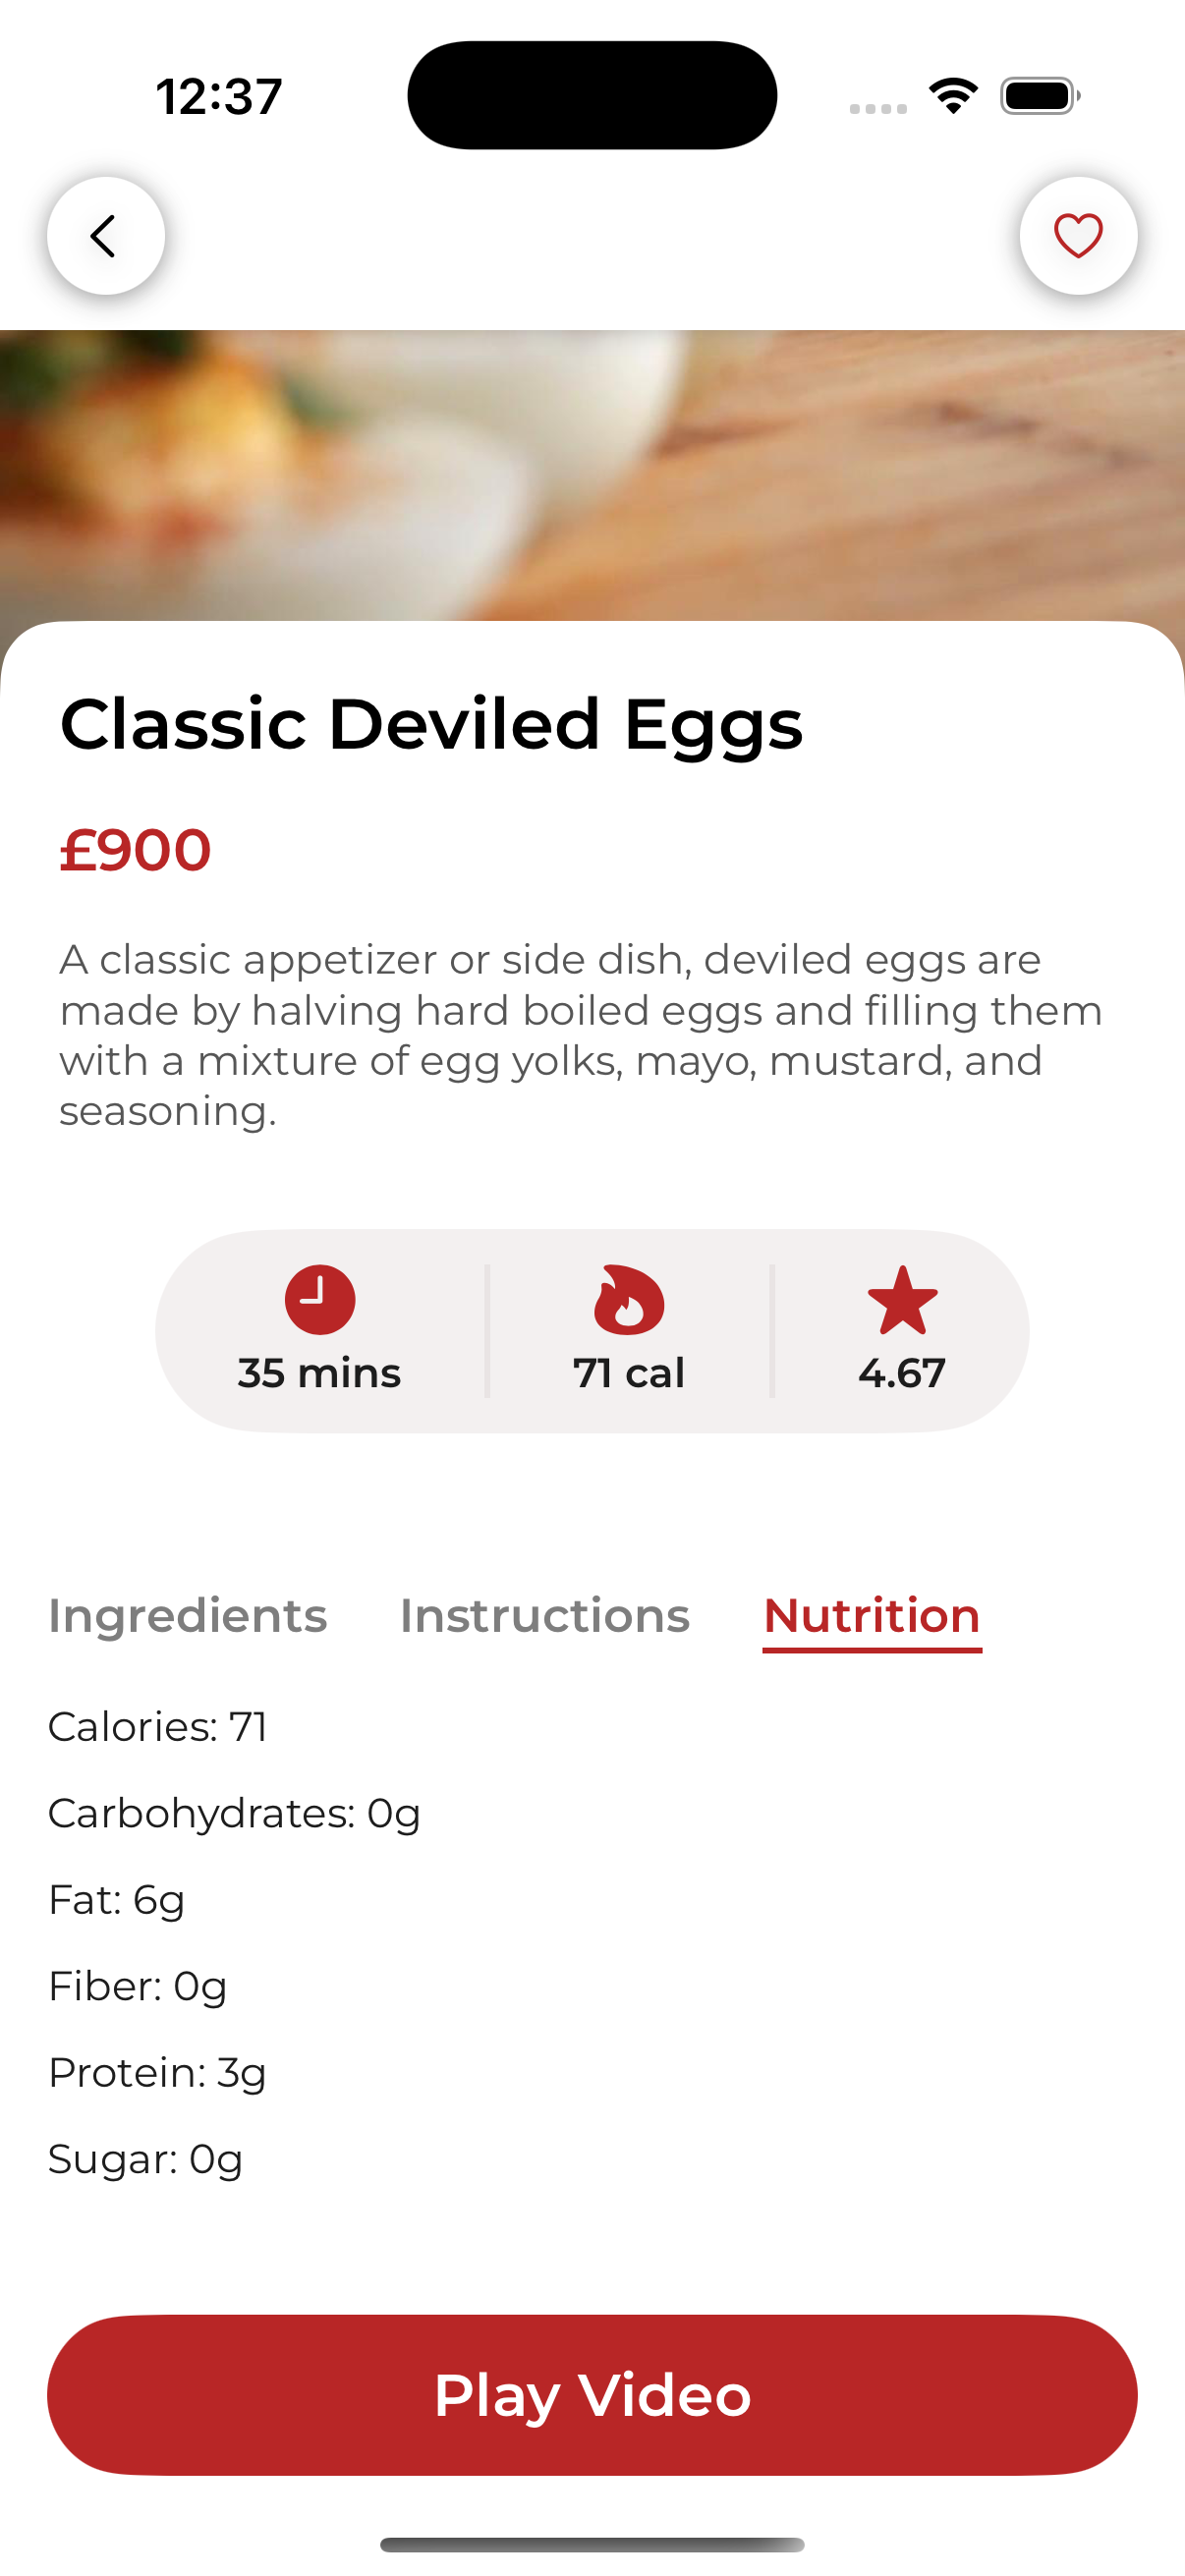 12:37
Classic Deviled Eggs
£900
A classic appetizer or side dish, deviled eggs are
made by halving hard boiled eggs and filling them
with a mixture of egg yolks, mayo, mustard, and
seasoning.
35 mins
71 cal
4.67
Ingredients
Instructions
Nutrition
Calories: 71
Carbohydrates: 0g
Fat: 6g
Fiber: 0g
Protein: 3g
Sugar: 0g
Play Video